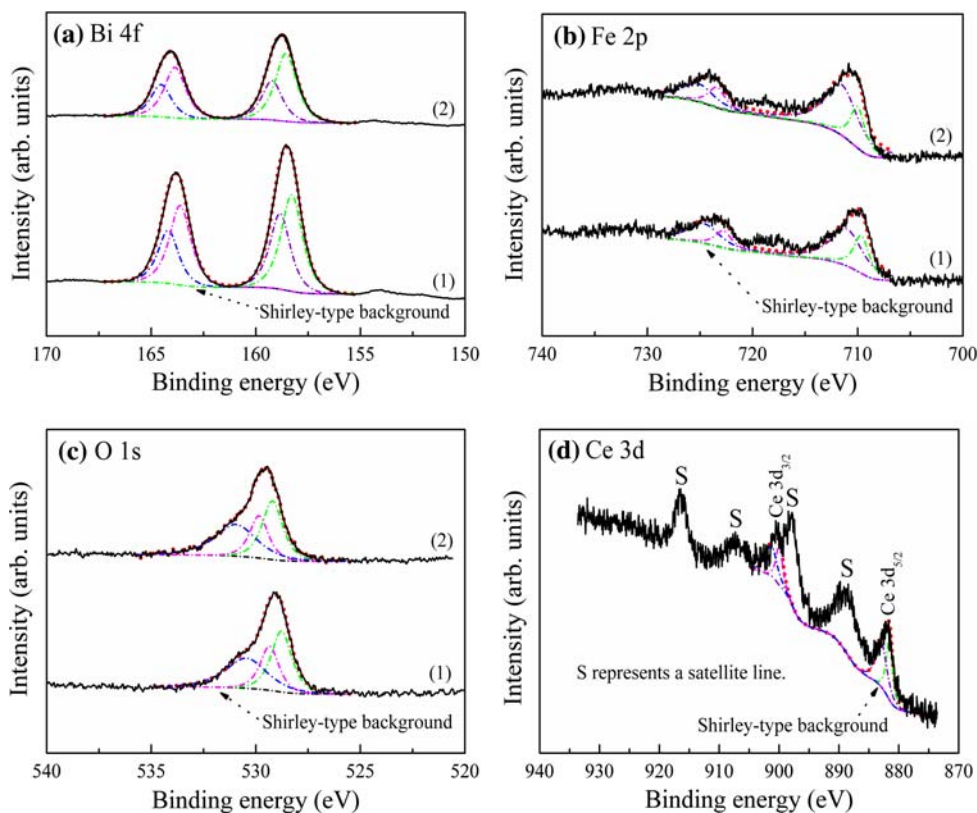 (a) Bi 4f
(2)
(1)
Shirley-type background
Intensity (arb. units)
170 165 160 155 150
Binding energy (eV)
(b) Fe 2p
(2)
(1)
Shirley-type background
Intensity (arb. units)
740 730 720 710 700
Binding energy (eV)
(c) O 1s
(2)
(1)
Shirley-type background
Intensity (arb. units)
540 535 530 525 520
Binding energy (eV)
(d) Ce 3d
S
S
Ce 3d3/2
S
S
Ce 3d5/2
S represents a satellite line.
Shirley-type background
Intensity (arb. units)
940 930 920 910 900 890 880 870
Binding energy (eV)